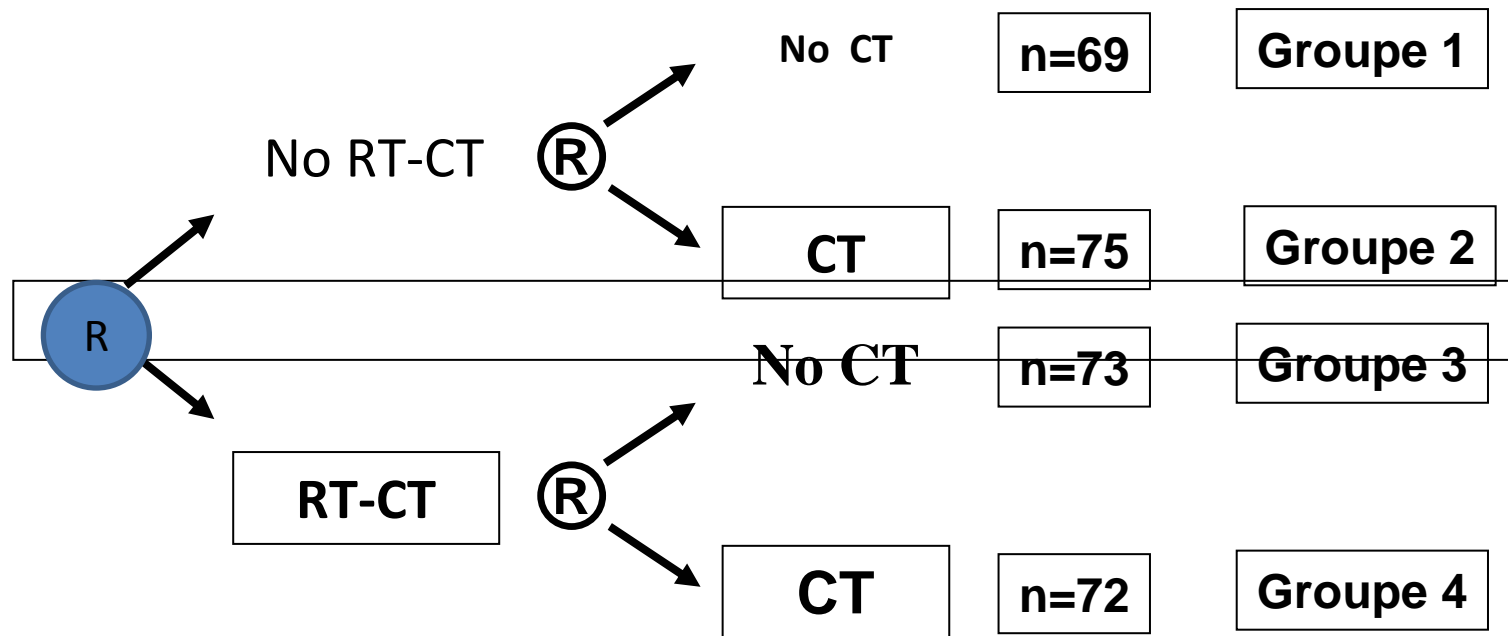 No CT n=69 Groupe 1
No RT-CT R
CT n=75 Groupe 2
R
No CT n=73 Groupe 3
RT-CT R
CT n=72 Groupe 4